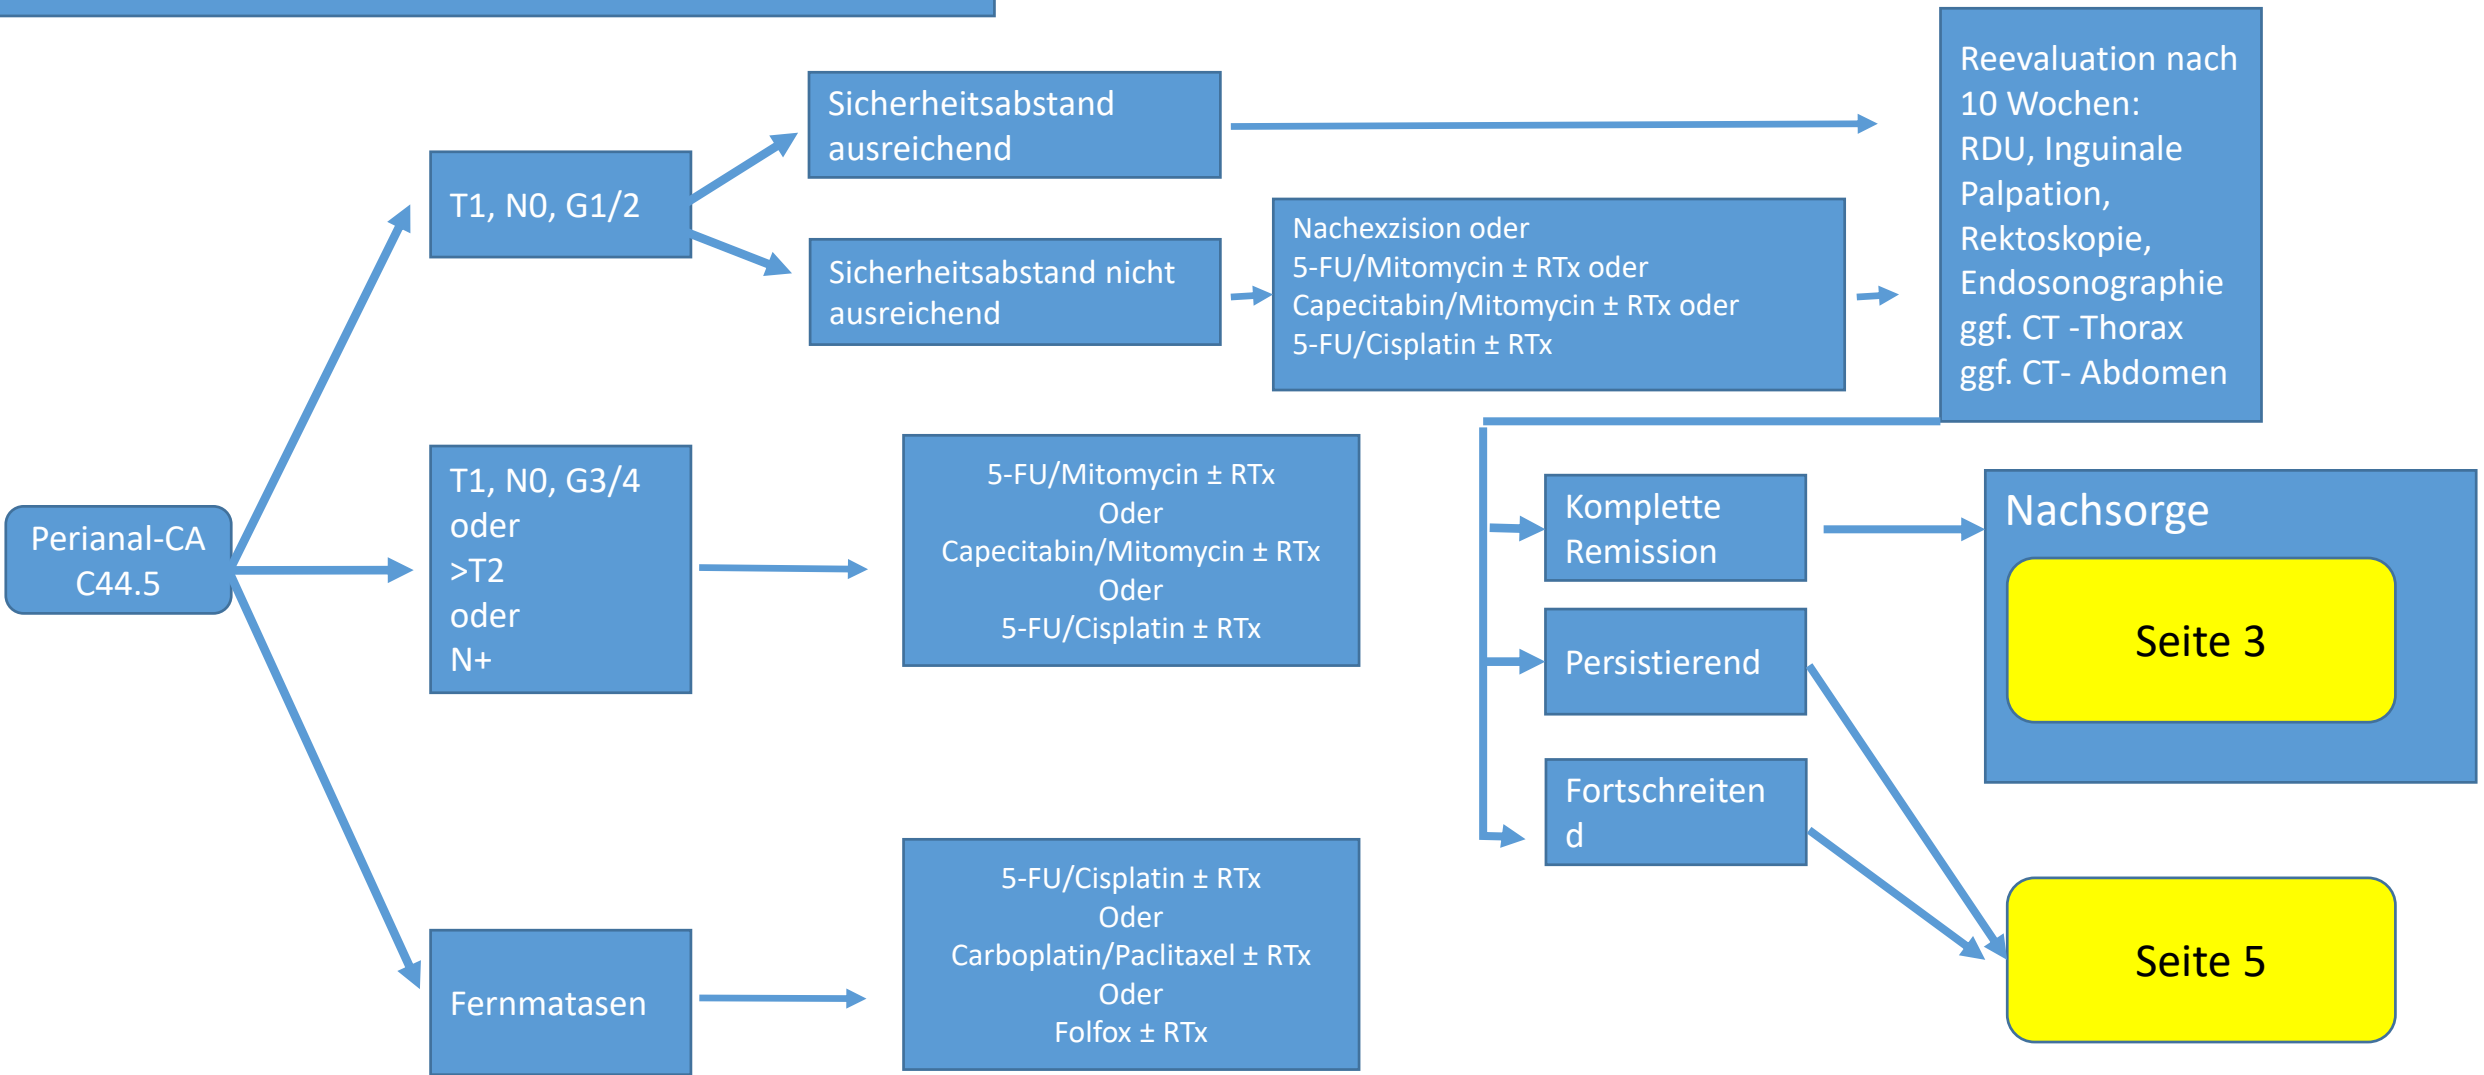 Perianal-CA
C44.5
T1, N0, G1/2
Sicherheitsabstand
ausreichend
Sicherheitsabstand nicht
ausreichend
Nachexzision oder
5-FU/Mitomycin ± RTx oder
Capecitabin/Mitomycin ± RTx oder
5-FU/Cisplatin ± RTx
Reevaluation nach
10 Wochen:
RDU, Inguinale
Palpation,
Rektoskopie,
Endosonographie
ggf. CT -Thorax
ggf. CT- Abdomen
T1, N0, G3/4
oder
>T2
oder
N+
5-FU/Mitomycin ± RTx
Oder
Capecitabin/Mitomycin ± RTx
Oder
5-FU/Cisplatin ± RTx
Fernmatasen
5-FU/Cisplatin ± RTx
Oder
Carboplatin/Paclitaxel ± RTx
Oder
Folfox ± RTx
Komplette
Remission
Persistierend
Fortschreiten
d
Nachsorge
Seite 3
Seite 5